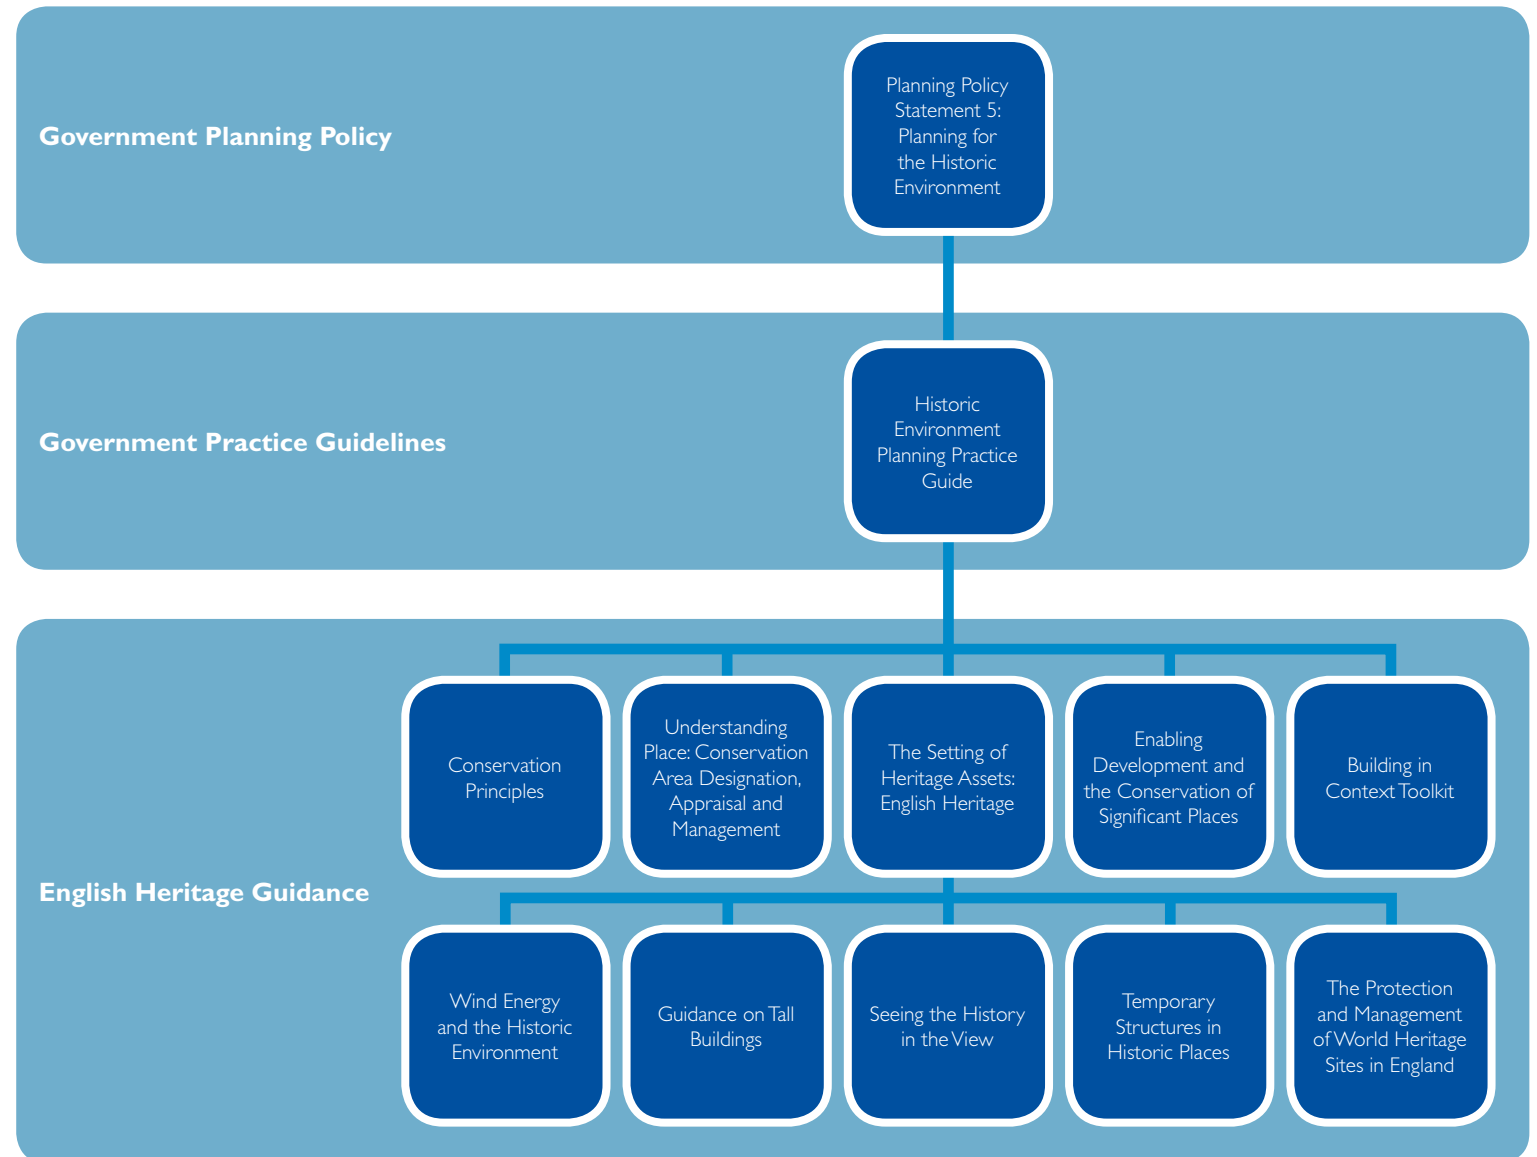 Government Planning Policy
Planning Policy
Statement 5:
Planning for
the Historic
Environment
Government Practice Guidelines
Historic
Environment
Planning Practice
Guide
English Heritage Guidance
Conservation
Principles
Understanding
Place: Conservation
Area Designation,
Appraisal and
Management
The Setting of
Heritage Assets:
English Heritage
Enabling
Development and
the Conservation of
Significant Places
Building in
Context Toolkit
Wind Energy
and the Historic
Environment
Guidance on Tall
Buildings
Seeing the History
in the View
Temporary
Structures in
Historic Places
The Protection
and Management
of World Heritage
Sites in England